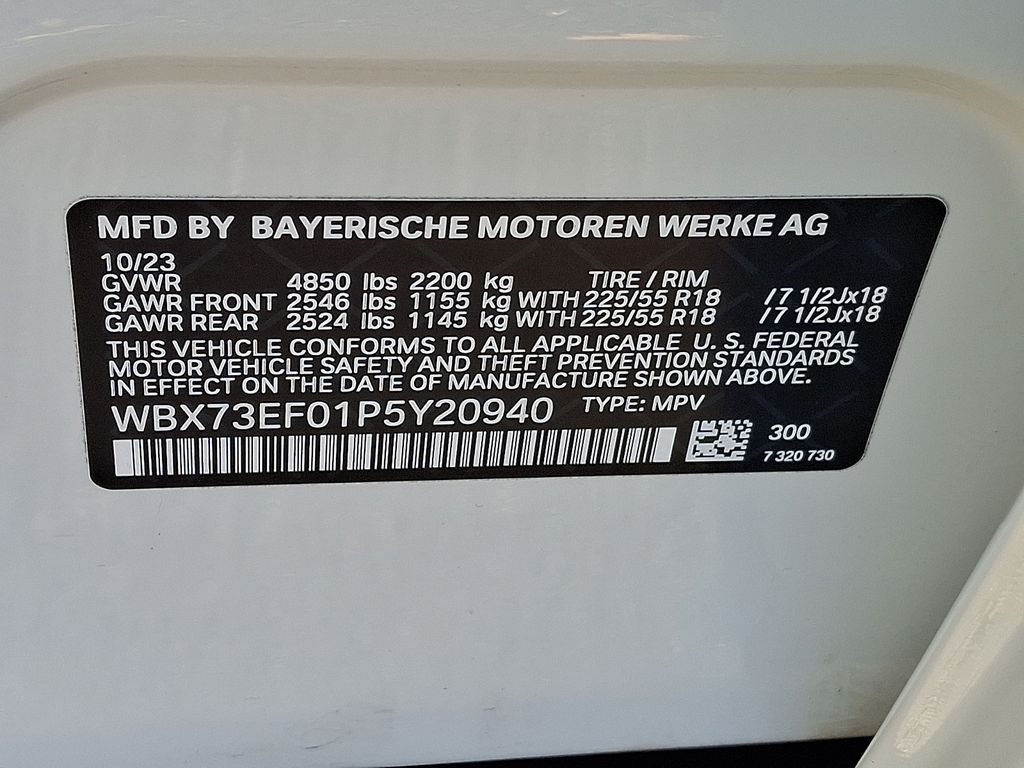 MFD BY BAYERISCHE MOTOREN WERKE AG
10/23
GVWR 4850 lbs 2200 kg TIRE / RIM
GAWR FRONT 2546 lbs 1155 kg WITH 225/55 R18 /7 1/2Jx18
GAWR REAR 2524 lbs 1145 kg WITH 225/55 R18 /7 1/2Jx18
THIS VEHICLE CONFORMS TO ALL APPLICABLE U. S. FEDERAL
MOTOR VEHICLE SAFETY AND THEFT PREVENTION STANDARDS
IN EFFECT ON THE DATE OF MANUFACTURE SHOWN ABOVE.
WBX73EF01P5Y20940 TYPE: MPV
300
7 320 730